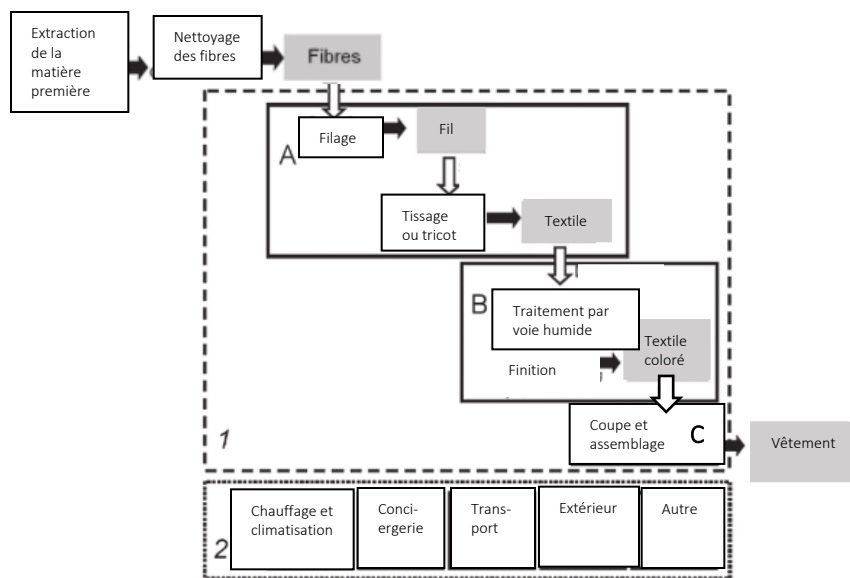 Extraction
de la
matière
première
Nettoyage
des fibres
Fibres
A
Filage
Fil
Tissage
ou tricot
Textile
B
Traitement par
voie humide
Finition
Textile
coloré
1
Coupe et
assemblage
C
Vêtement
2
Chauffage et
climatisation
Conci-
ergerie
Trans-
port
Extérieur
Autre